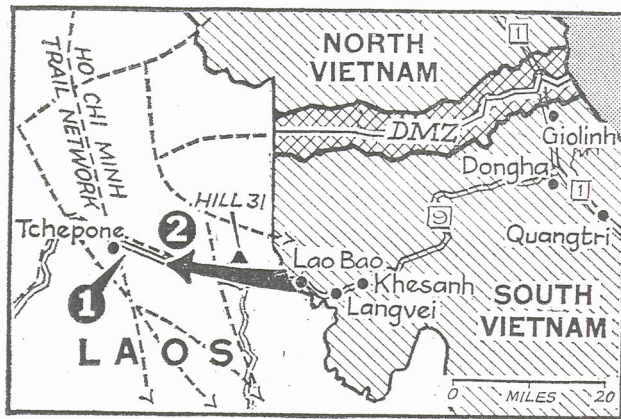 NORTH
VIETNAM
1
HO CHI MINH
TRAIL NETWORK
DMZ
Giolinh
Dongha
1
9
HILL 31
Quangtri
Tchepone
2
Lao Bao
Khesanh
Langvei
1
SOUTH
VIETNAM
LAOS
0 MILES 20